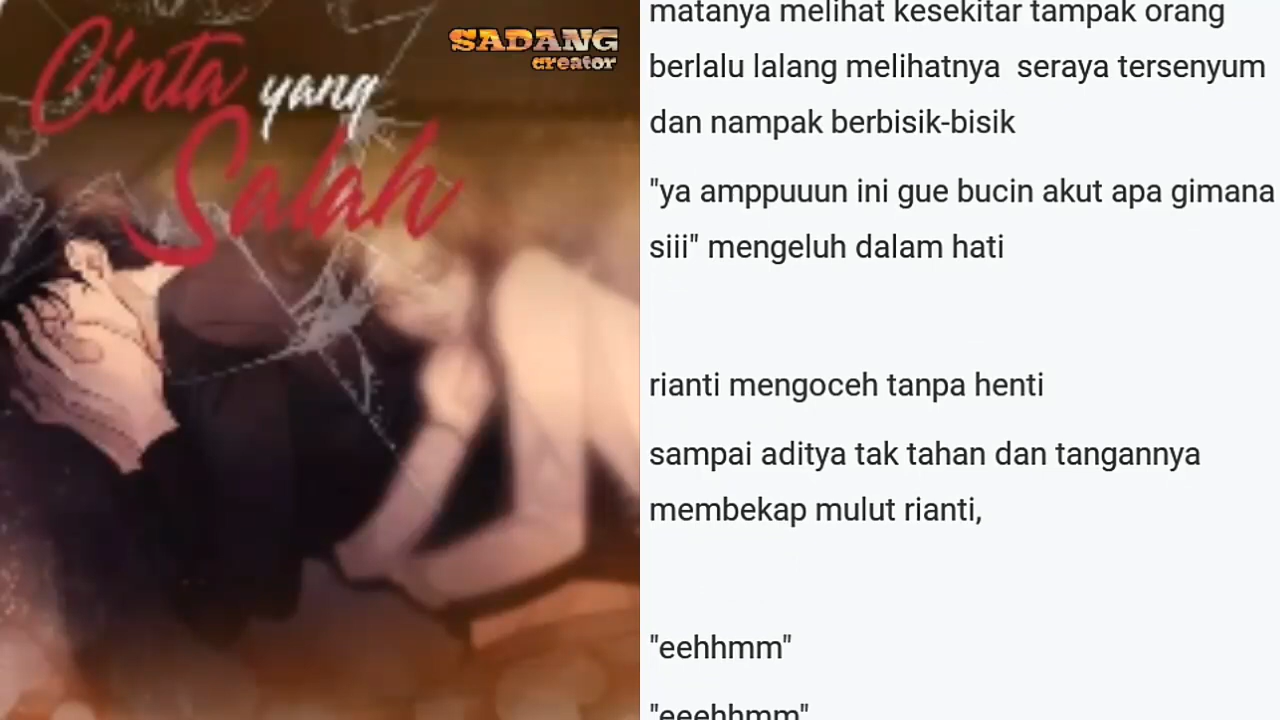 Cinta yang
Salah
SADANG
creator
matanya melihat kesekitar tampak orang
berlalu lalang melihatnya  seraya tersenyum
dan nampak berbisik-bisik
"ya amppuuun ini gue bucin akut apa gimana
siii" mengeluh dalam hati
rianti mengoceh tanpa henti
sampai aditya tak tahan dan tangannya
membekap mulut rianti,
"eehhmm"
"eeehhmm"